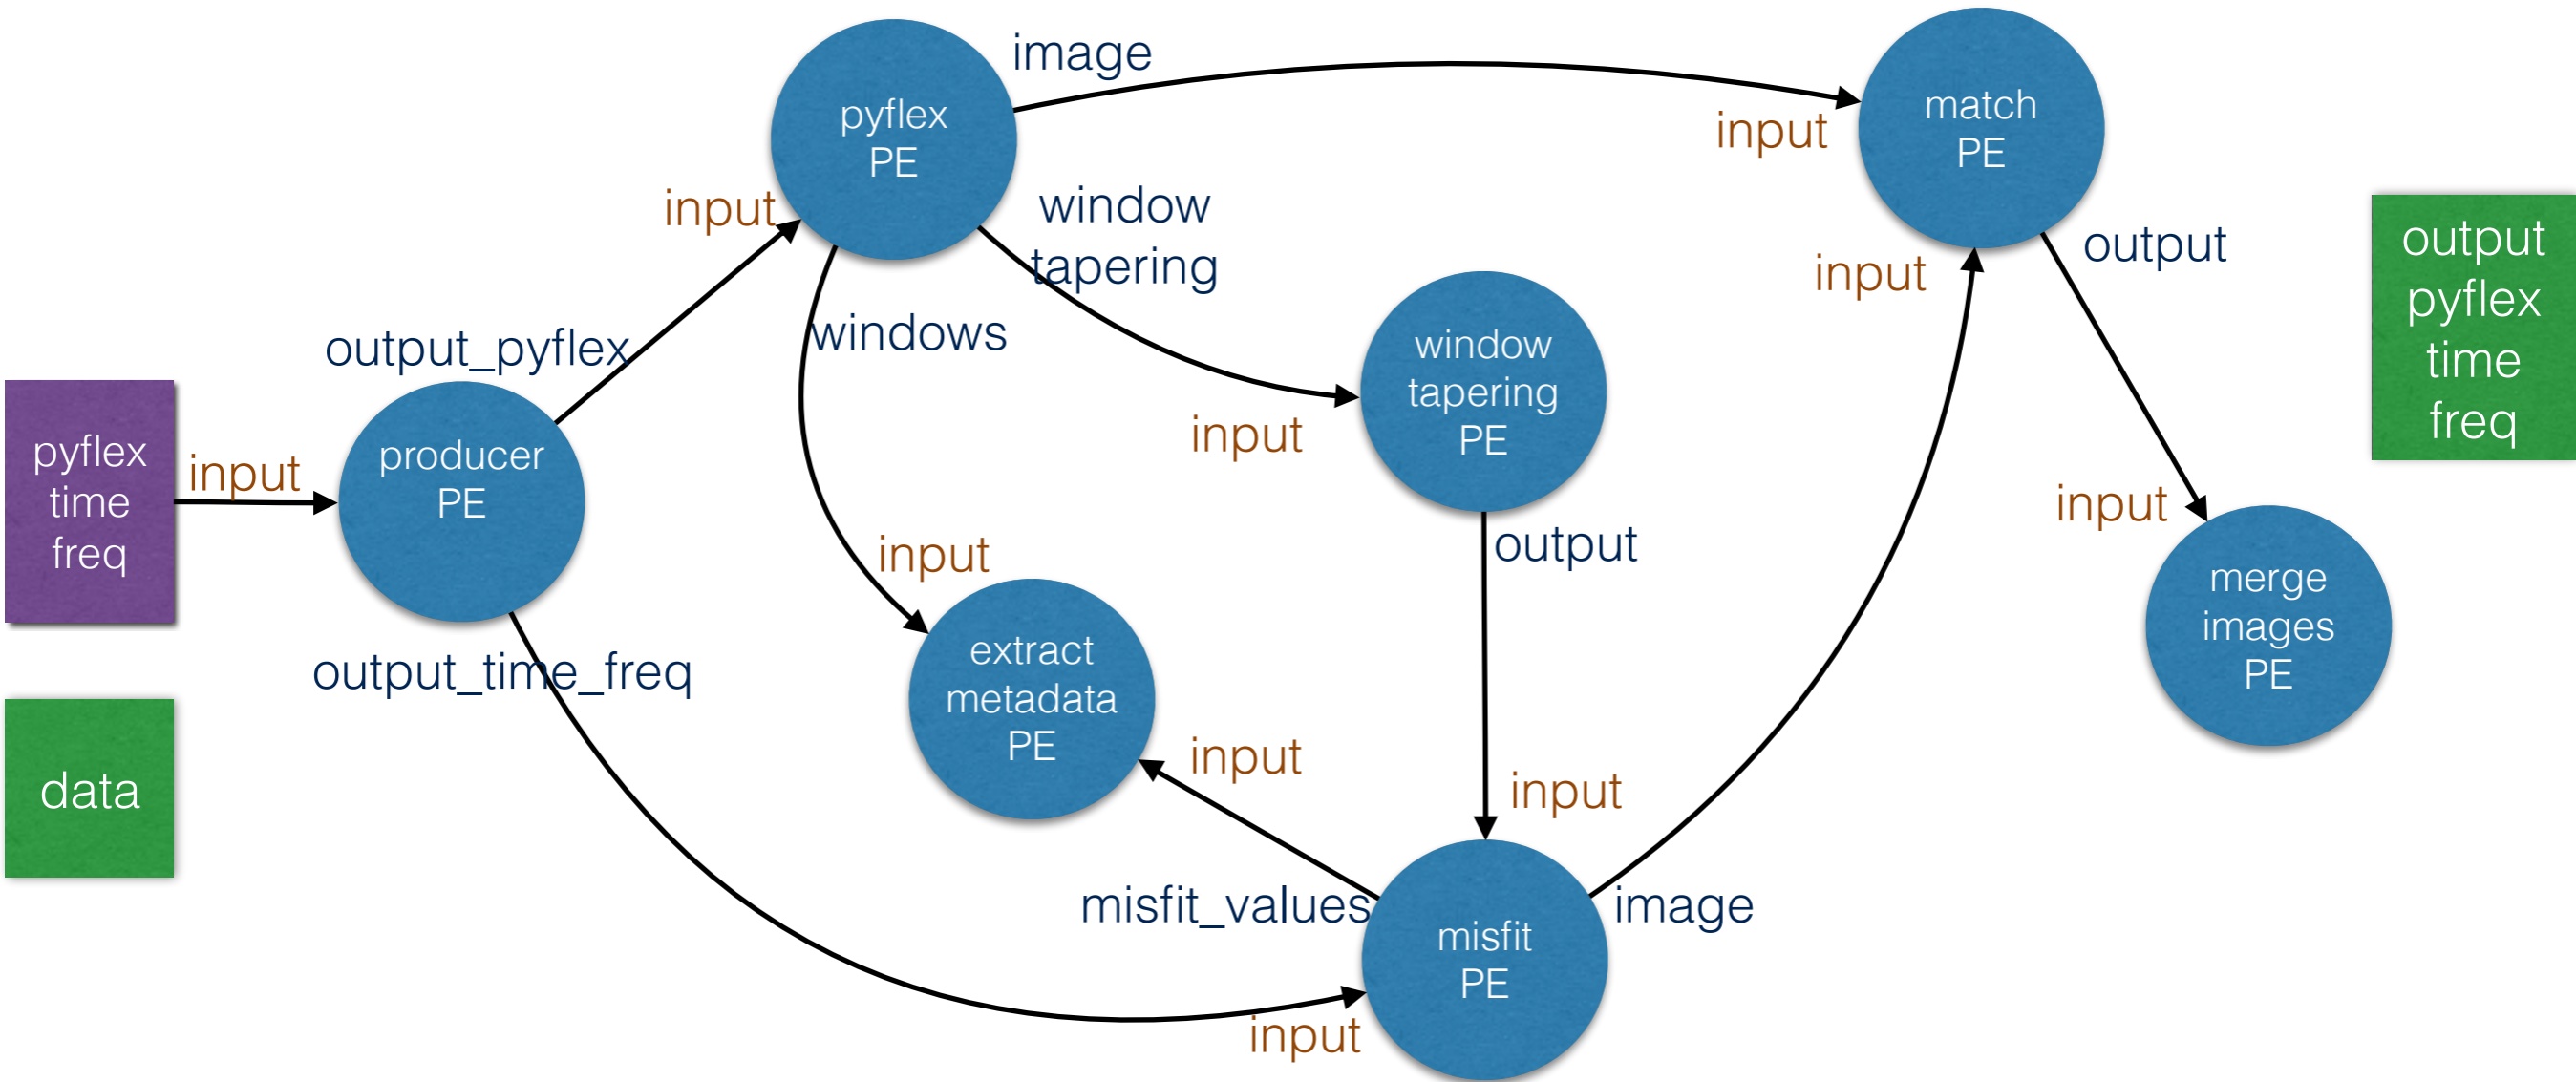 image
pyflex
PE
input
match
PE
input
window
tapering
output
input
output
pyflex
time
freq
output_pyflex
windows
window
tapering
PE
input
pyflex
time
freq
input
producer
PE
input
output
input
merge
images
PE
output_time_freq
extract
metadata
PE
data
input
input
misfit_values
image
misfit
PE
input